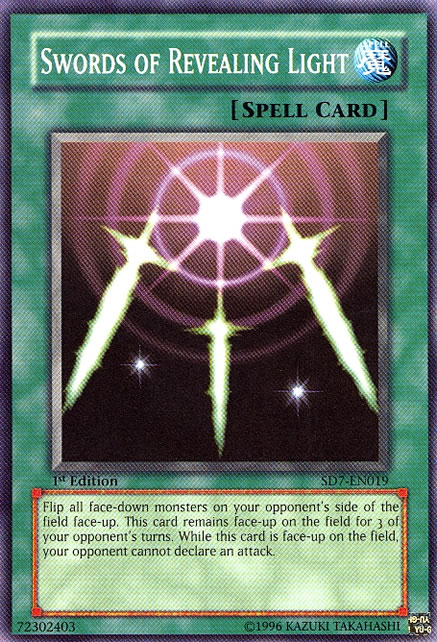 SWORDS OF REVEALING LIGHT
魔
[SPELL CARD]
1st Edition
SD7-EN019
Flip all face-down monsters on your opponent's side of the
field face-up. This card remains face-up on the field for 3 of
your opponent's turns. While this card is face-up on the field,
your opponent cannot declare an attack.
72302403
©1996 KAZUKI TAKAHASHI